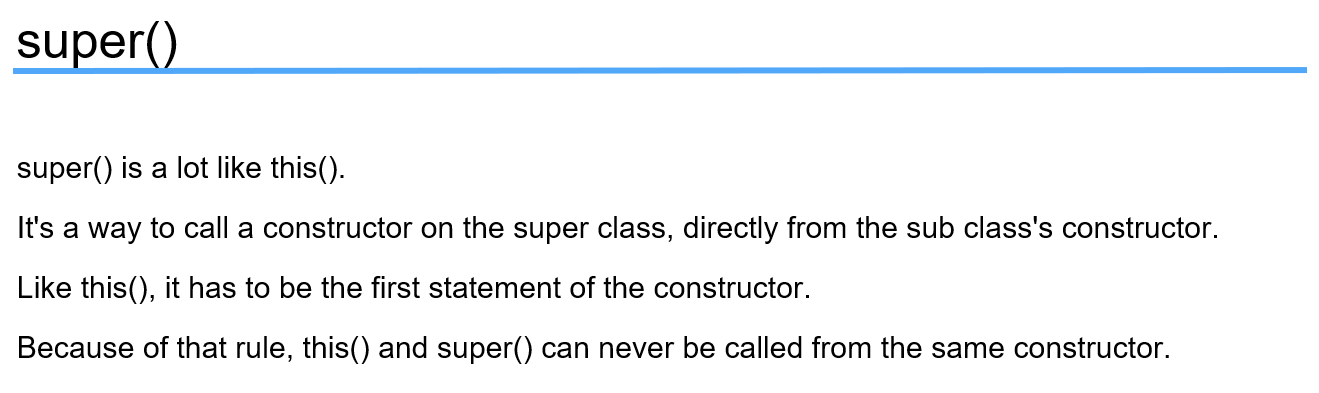 super()
super() is a lot like this().
It's a way to call a constructor on the super class, directly from the sub class's constructor.
Like this(), it has to be the first statement of the constructor.
Because of that rule, this() and super() can never be called from the same constructor.